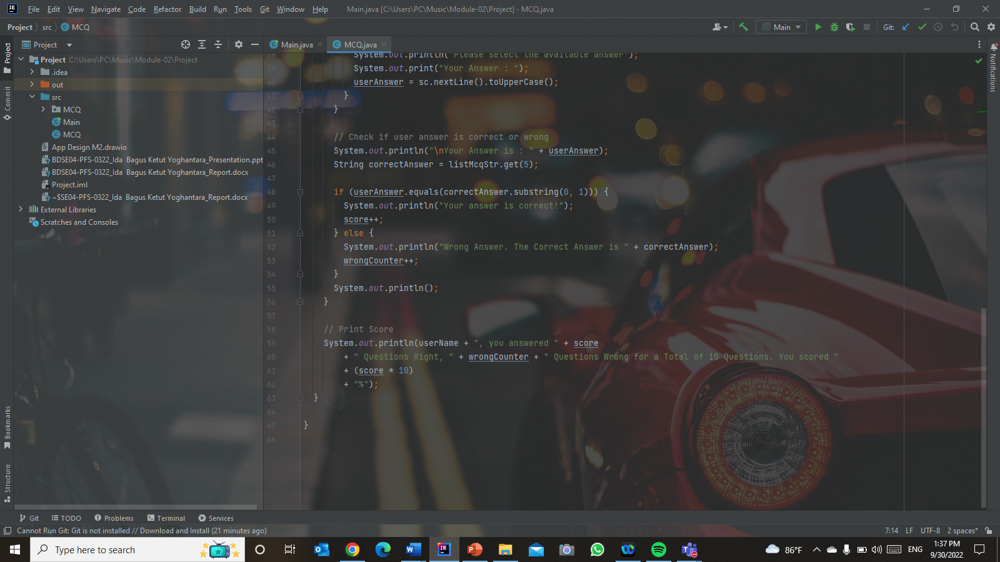 File Edit View Navigate Code Refactor Build Run Tools Git Window Help Main.java [C:\Users\PC\Music\Module-02\Project] - MCQ.java
Project src MCQ
Main
Git:
Project
Main.java
MCQ.java
Project
Commit
Bookmarks
Structure
Notifications
Project C:\Users\PC\Music\Module-02\Project
.idea
out
src
MCQ
Main
MCQ
App Design M2.drawio
BDSE04-PFS-0322_Ida Bagus Ketut Yoghantara_Presentation.ppt
BDSE04-PFS-0322_Ida Bagus Ketut Yoghantara_Report.docx
Project.iml
~$SE04-PFS-0322_Ida Bagus Ketut Yoghantara_Report.docx
External Libraries
Scratches and Consoles
38 System.out.println("Please select the available answer");
39 System.out.print("Your Answer : ");
40 userAnswer = sc.nextLine().toUpperCase();
41 }
42 }
43
44 // Check if user answer is correct or wrong
45 System.out.println("\nYour Answer is : " + userAnswer);
46 String correctAnswer = listMcqStr.get(5);
47
48 if (userAnswer.equals(correctAnswer.substring(0, 1))) {
49 System.out.println("Your answer is correct!");
50 score++;
51 } else {
52 System.out.println("Wrong Answer. The Correct Answer is " + correctAnswer);
53 wrongCounter++;
54 }
55 System.out.println();
56 }
57
58 // Print Score
59 System.out.println(userName + ", you answered " + score
60 + " Questions Right, " + wrongCounter + " Questions Wrong for a Total of 10 Questions. You scored "
61 + (score * 10)
62 + "%");
63 }
64
65 }
66
Git TODO Problems Terminal Services
Cannot Run Git: Git is not installed // Download and Install (21 minutes ago)
7:14 LF UTF-8 2 spaces*
Type here to search
86°F
ENG
1:37 PM
9/30/2022